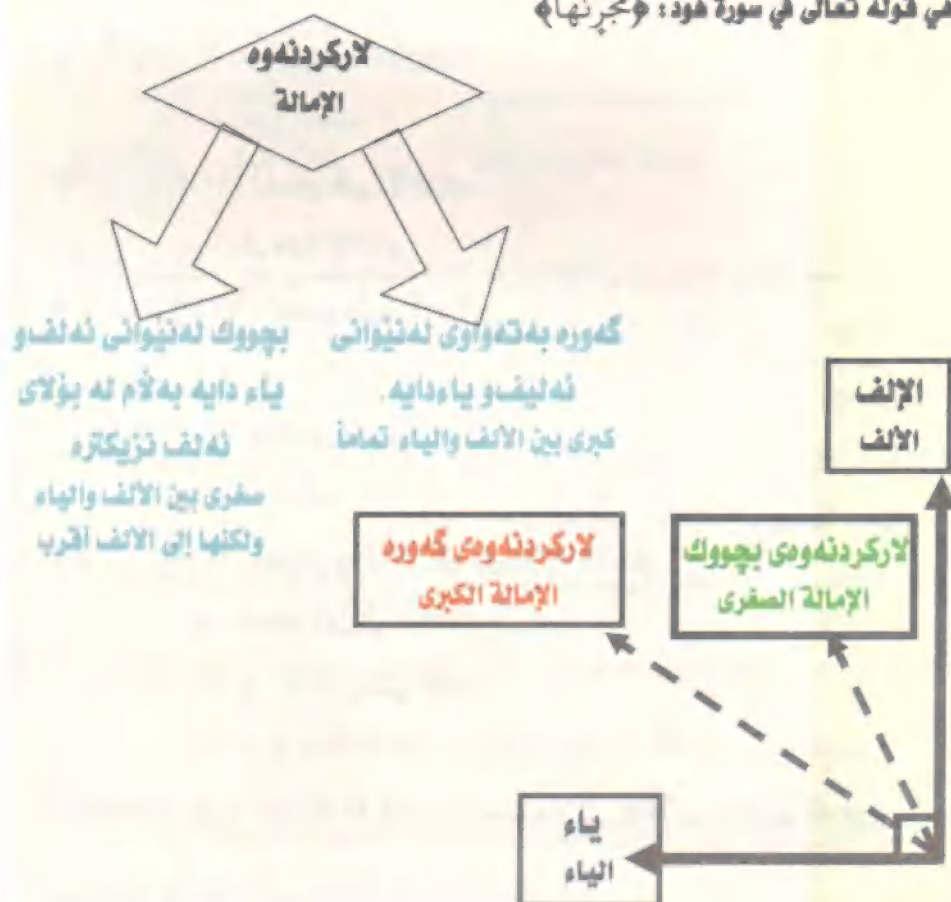 في قوله تعالى في سورة هود: ﴿مَجْرٜىٰهَا﴾
لاركردنەوە
الإمالة
گەورە بەتەواوی لەنێوانی
ئەلیف و یاءدایە.
كبرى بين الألف والياء تماماً
بچووك لەنێوانی ئەلف و
یاء دایە بەڵام لە بۆلای
ئەلف نزیكترە
صغرى بين الألف والياء
ولكنها إلى الألف أقرب
الإلف
الألف
لاركردنەوەی گەورە
الإمالة الكبرى
لاركردنەوەی بچووك
الإمالة الصغرى
یاء
الياء